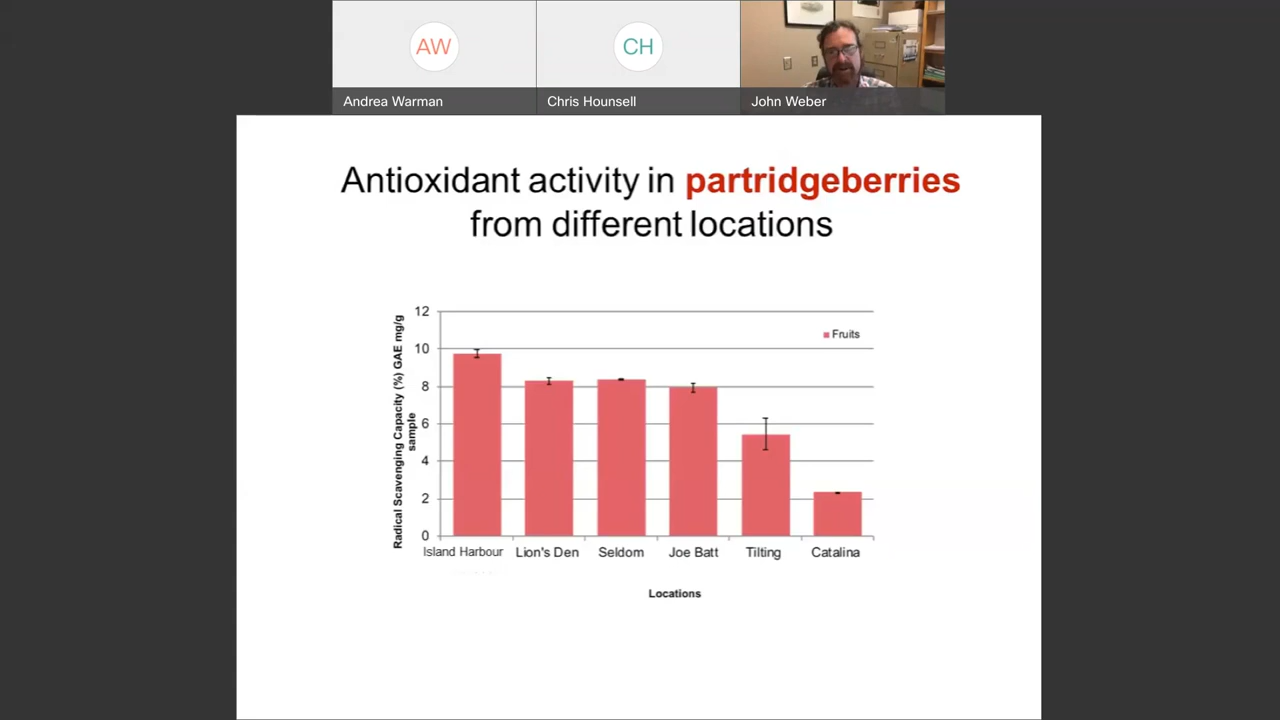 AW
CH
Andrea Warman
Chris Hounsell
John Weber
Antioxidant activity in partridgeberries
from different locations
Radical Scavenging Capacity (%) GAE mg/g
sample
12
10
8
6
4
2
0
Fruits
Island Harbour
Lion's Den
Seldom
Joe Batt
Tilting
Catalina
Locations